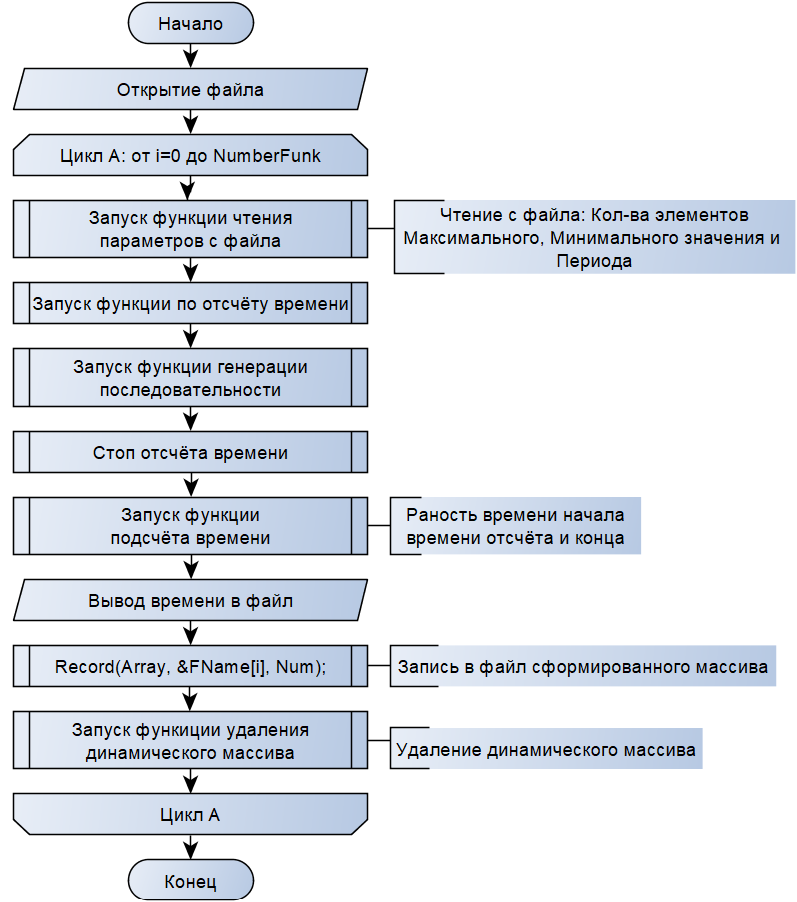 Начало
Открытие файла
Цикл А: от i=0 до NumberFunk
Запуск функции чтения
параметров с файла
Чтение с файла: Кол-ва элементов
Максимального, Минимального значения и
Периода
Запуск функции по отсчёту времени
Запуск функции генерации
последовательности
Стоп отсчёта времени
Запуск функции
подсчёта времени
Раность времени начала
времени отсчёта и конца
Вывод времени в файл
Record(Array, &FName[i], Num);
Запись в файл сформированного массива
Запуск функиции удаления
динамического массива
Удаление динамического массива
Цикл А
Конец